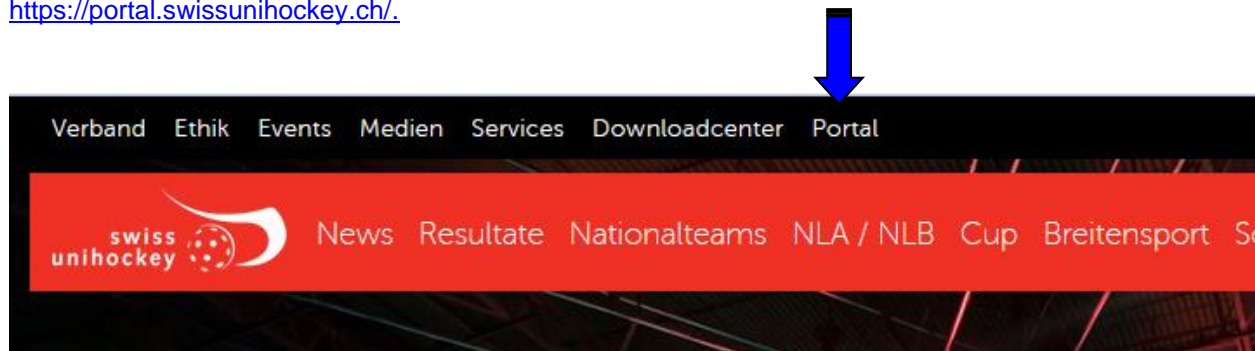 https://portal.swissunihockey.ch/.
Verband Ethik Events Medien Services Downloadcenter Portal
swiss
unihockey
News Resultate Nationalteams NLA / NLB Cup Breitensport